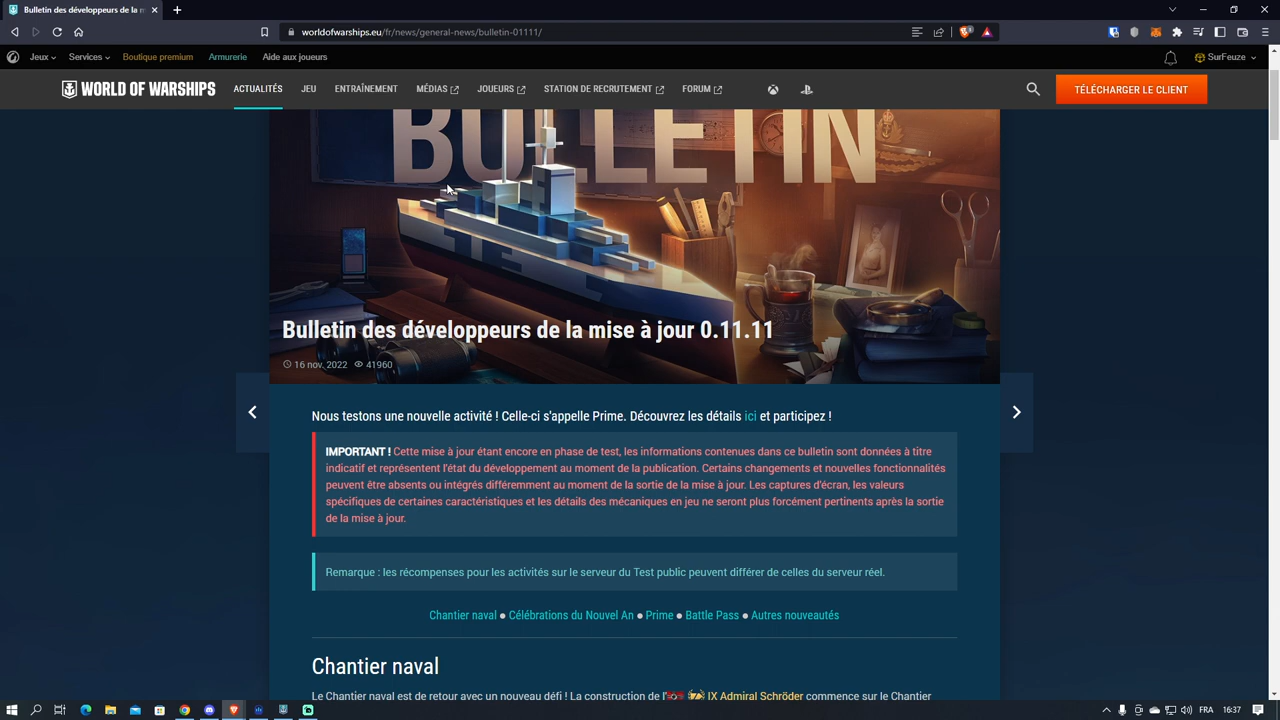 Bulletin des développeurs de la m
worldofwarships.eu/fr/news/general-news/bulletin-01111/
Jeux Services Boutique premium Armurerie Aide aux joueurs SurFeuze
WORLD OF WARSHIPS ACTUALITÉS JEU ENTRAÎNEMENT MÉDIAS JOUEURS STATION DE RECRUTEMENT FORUM TÉLÉCHARGER LE CLIENT
BULLETIN
Bulletin des développeurs de la mise à jour 0.11.11
16 nov. 2022 41960
Nous testons une nouvelle activité ! Celle-ci s'appelle Prime. Découvrez les détails ici et participez !
IMPORTANT ! Cette mise à jour étant encore en phase de test, les informations contenues dans ce bulletin sont données à titre
indicatif et représentent l'état du développement au moment de la publication. Certains changements et nouvelles fonctionnalités
peuvent être absents ou intégrés différemment au moment de la sortie de la mise à jour. Les captures d'écran, les valeurs
spécifiques de certaines caractéristiques et les détails des mécaniques en jeu ne seront plus forcément pertinents après la sortie
de la mise à jour.
Remarque : les récompenses pour les activités sur le serveur du Test public peuvent différer de celles du serveur réel.
Chantier naval ● Célébrations du Nouvel An ● Prime ● Battle Pass ● Autres nouveautés
Chantier naval
Le Chantier naval est de retour avec un nouveau défi ! La construction de l' IX Admiral Schröder commence sur le Chantier
FRA 16:37